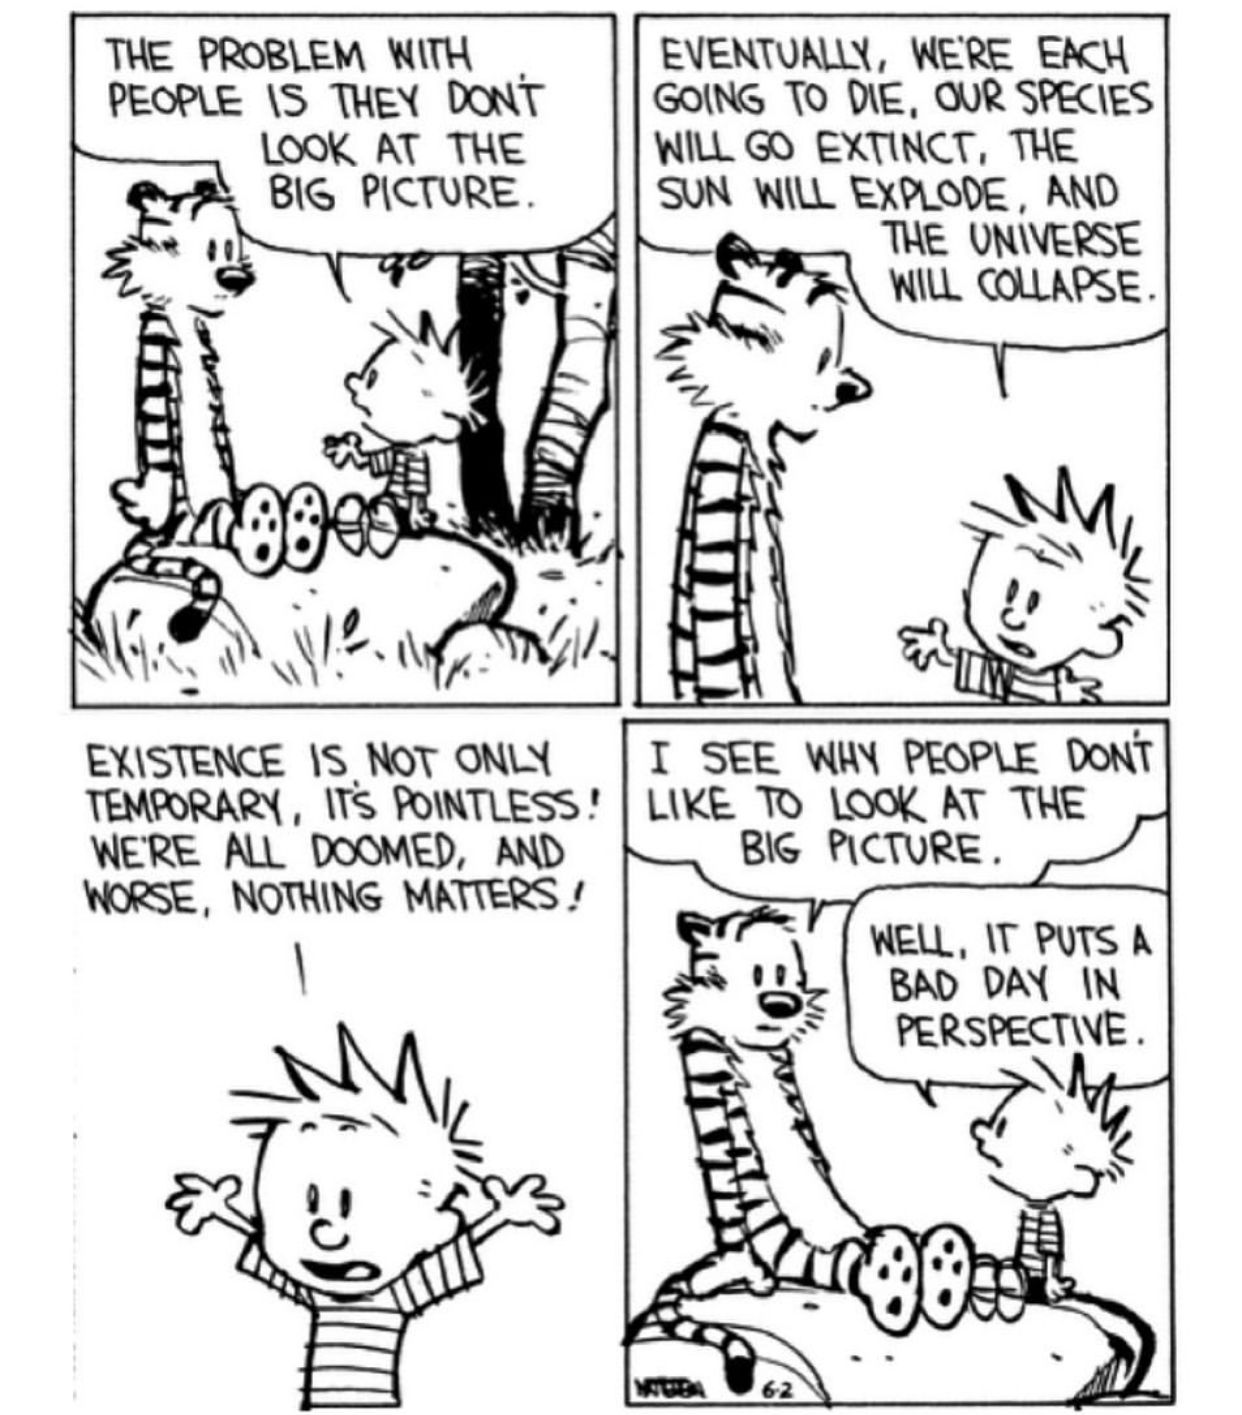 THE PROBLEM WITH
PEOPLE IS THEY DON'T
LOOK AT THE
BIG PICTURE.
EVENTUALLY, WE'RE EACH
GOING TO DIE, OUR SPECIES
WILL GO EXTINCT, THE
SUN WILL EXPLODE, AND
THE UNIVERSE
WILL COLLAPSE.
EXISTENCE IS NOT ONLY
TEMPORARY, IT'S POINTLESS!
WE'RE ALL DOOMED, AND
WORSE, NOTHING MATTERS!
I SEE WHY PEOPLE DON'T
LIKE TO LOOK AT THE
BIG PICTURE.
WELL, IT PUTS A
BAD DAY IN
PERSPECTIVE.
6-2